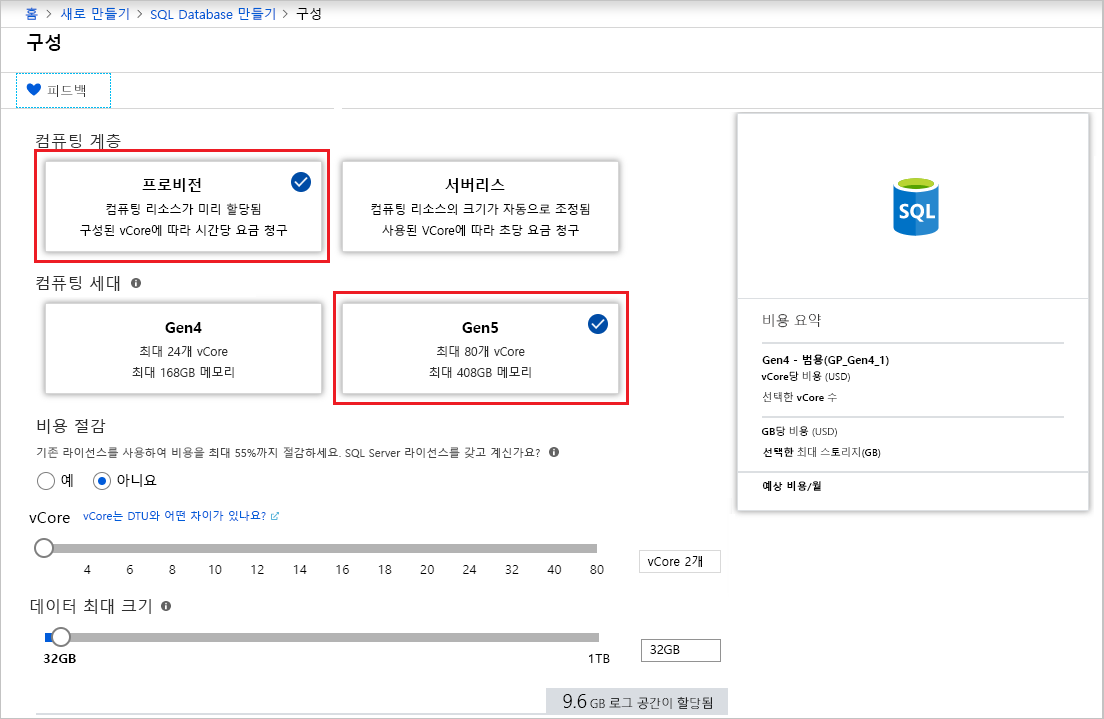 홈 > 새로 만들기 > SQL Database 만들기 > 구성
구성
피드백
컴퓨팅 계층
프로비전
컴퓨팅 리소스가 미리 할당됨
구성된 vCore에 따라 시간당 요금 청구
서버리스
컴퓨팅 리소스의 크기가 자동으로 조정됨
사용된 VCore에 따라 초당 요금 청구
컴퓨팅 세대
Gen4
최대 24개 vCore
최대 168GB 메모리
Gen5
최대 80개 vCore
최대 408GB 메모리
비용 절감
기존 라이선스를 사용하여 비용을 최대 55%까지 절감하세요. SQL Server 라이선스를 갖고 계신가요?
예 아니요
vCore vCore는 DTU와 어떤 차이가 있나요?
4 6 8 10 12 14 16 18 20 24 32 40 80
vCore 2개
데이터 최대 크기
32GB 1TB
32GB
9.6 GB 로그 공간이 할당됨
SQL
비용 요약
Gen4 - 범용(GP_Gen4_1)
vCore당 비용 (USD)
선택한 vCore 수
GB당 비용 (USD)
선택한 최대 스토리지(GB)
예상 비용/월